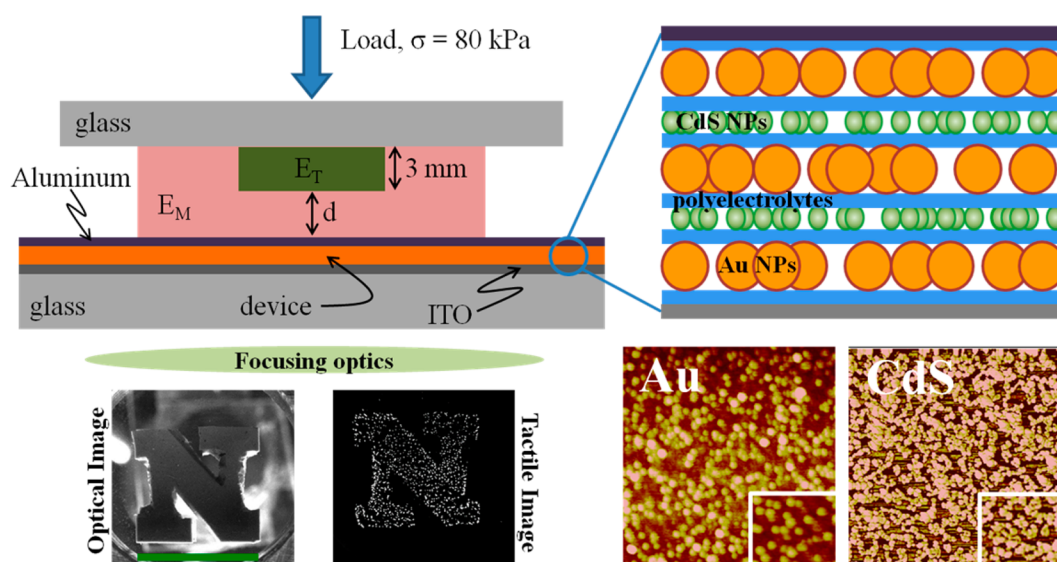 Load, σ = 80 kPa
glass
E_T
3 mm
Aluminum
E_M
d
glass
device
ITO
CdS NPs
polyelectrolytes
Au NPs
Focusing optics
Optical Image
N
Tactile Image
N
Au
CdS